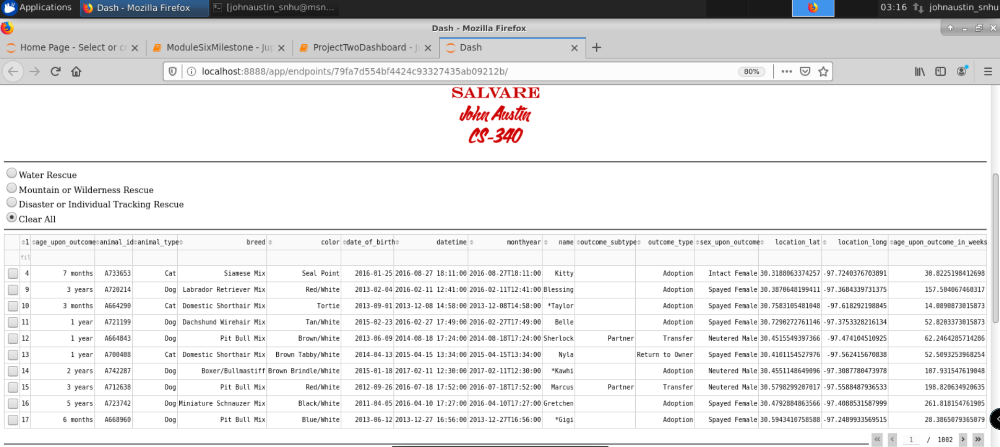 Applications Dash - Mozilla Firefox [johnaustin_snhu@msn... 03:16 johnaustin_snhu
Dash - Mozilla Firefox
Home Page - Select or c ModuleSixMilestone - Jup ProjectTwoDashboard - J Dash
localhost:8888/app/endpoints/79fa7d554bf4424c93327435ab09212b/ 80%
SALVARE
John Austin
CS-340
Water Rescue
Mountain or Wilderness Rescue
Disaster or Individual Tracking Rescue
Clear All
1 age_upon_outcome animal_id animal_type breed color date_of_birth datetime monthyear name outcome_subtype outcome_type sex_upon_outcome location_lat location_long age_upon_outcome_in_weeks
fil
4 7 months A733653 Cat Siamese Mix Seal Point 2016-01-25 2016-08-27 18:11:00 2016-08-27T18:11:00 Kitty Adoption Intact Female 30.3188063374257 -97.7240376703891 30.8225198412698
9 3 years A720214 Dog Labrador Retriever Mix Red/White 2013-02-04 2016-02-11 12:41:00 2016-02-11T12:41:00 Blessing Adoption Spayed Female 30.3870648199411 -97.3684339731375 157.504067460317
10 3 months A664290 Cat Domestic Shorthair Mix Tortie 2013-09-01 2013-12-08 14:58:00 2013-12-08T14:58:00 *Taylor Adoption Spayed Female 30.7583105481048 -97.618292198845 14.0890873015873
11 1 year A721199 Dog Dachshund Wirehair Mix Tan/White 2015-02-23 2016-02-27 17:49:00 2016-02-27T17:49:00 Belle Adoption Spayed Female 30.7290272761146 -97.3753328216134 52.8203373015873
12 1 year A664843 Dog Pit Bull Mix Brown/White 2013-06-09 2014-08-18 17:24:00 2014-08-18T17:24:00 Sherlock Partner Transfer Neutered Male 30.4515549397366 -97.474104510925 62.2464285714286
13 1 year A700408 Cat Domestic Shorthair Mix Brown Tabby/White 2014-04-13 2015-04-15 13:34:00 2015-04-15T13:34:00 Nyla Return to Owner Spayed Female 30.4101154527976 -97.562415670838 52.5093253968254
14 2 years A742287 Dog Boxer/Bullmastiff Brown Brindle/White 2015-01-18 2017-02-11 12:30:00 2017-02-11T12:30:00 *Kawhi Adoption Neutered Male 30.4551148649096 -97.3087780473978 107.931547619048
15 3 years A712638 Dog Pit Bull Mix Red/White 2012-09-26 2016-07-18 17:52:00 2016-07-18T17:52:00 Marcus Partner Transfer Neutered Male 30.5798299207017 -97.5588487936533 198.820634920635
16 5 years A723742 Dog Miniature Schnauzer Mix Black/White 2011-04-05 2016-04-10 17:27:00 2016-04-10T17:27:00 Gretchen Adoption Spayed Female 30.4792884863566 -97.4088531587999 261.818154761905
17 6 months A668960 Dog Pit Bull Mix Blue/White 2013-06-12 2013-12-27 16:56:00 2013-12-27T16:56:00 *Gigi Adoption Spayed Female 30.5943410758588 -97.2489933569515 28.3865079365079
1 / 1002